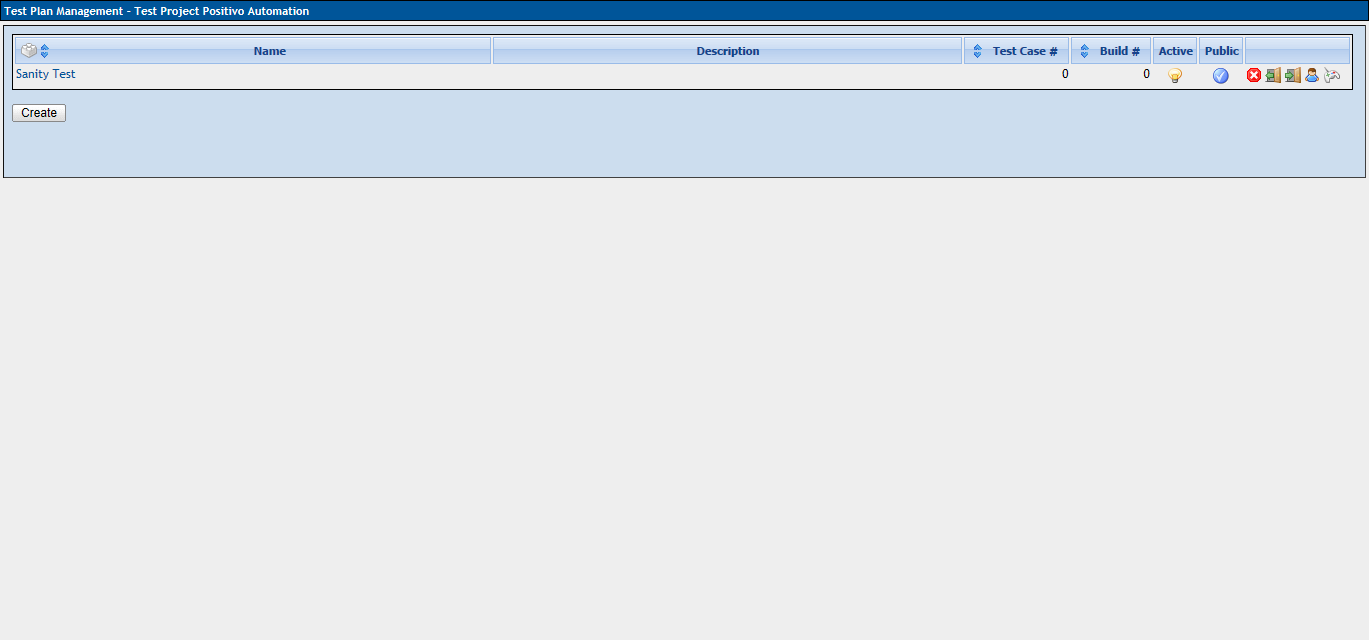 Test Plan Management - Test Project Positivo Automation
Name Description Test Case # Build # Active Public
Sanity Test 0 0
Create